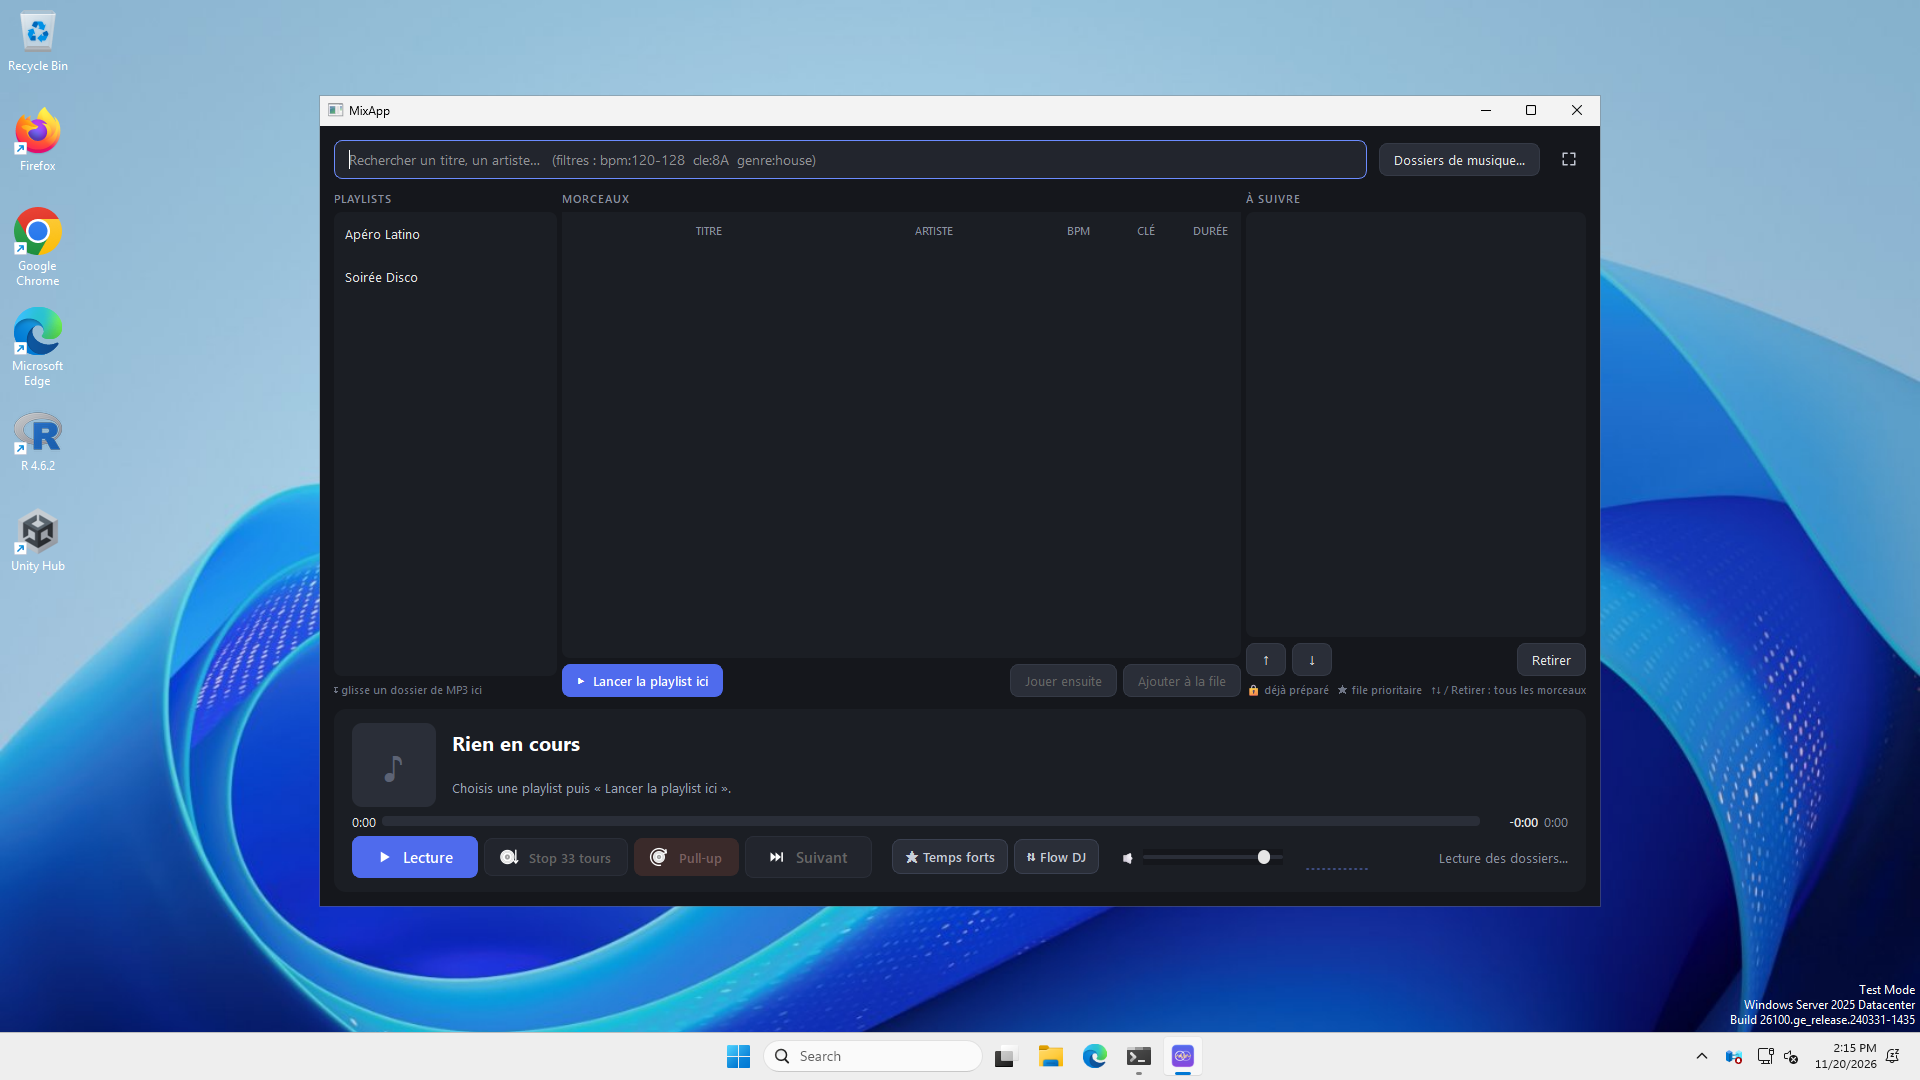 Recycle Bin
Firefox
Google
Chrome
Microsoft
Edge
R 4.6.2
Unity Hub
MixApp
Rechercher un titre, un artiste... (filtres : bpm:120-128 cle:8A genre:house)
Dossiers de musique...
PLAYLISTS
MORCEAUX
À SUIVRE
Apéro Latino
Soirée Disco
TITRE ARTISTE BPM CLÉ DURÉE
↑ ↓ Retirer
↧ glisse un dossier de MP3 ici
Lancer la playlist ici
Jouer ensuite
Ajouter à la file
🔒 déjà préparé ★ file prioritaire ↑↓ / Retirer : tous les morceaux
Rien en cours
Choisis une playlist puis « Lancer la playlist ici ».
0:00
-0:00 0:00
Lecture
Stop 33 tours
Pull-up
Suivant
★ Temps forts
⇅ Flow DJ
Lecture des dossiers...
Test Mode
Windows Server 2025 Datacenter
Build 26100.ge_release.240331-1435
Search
2:15 PM
11/20/2026